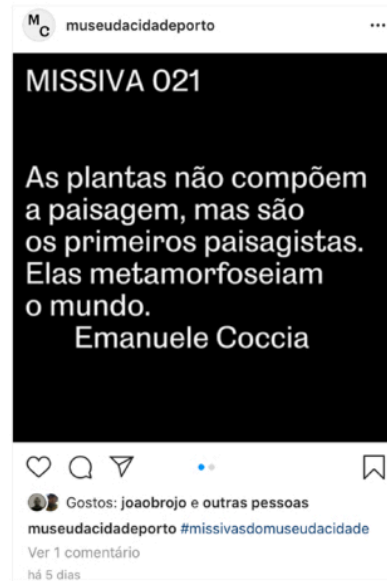 M
C
museudacidadeporto
MISSIVA 021
As plantas não compõem
a paisagem, mas são
os primeiros paisagistas.
Elas metamorfoseiam
o mundo.
Emanuele Coccia
Gostos: joaobrojo e outras pessoas
museudacidadeporto #missivasdomuseudacidade
Ver 1 comentário
há 5 dias